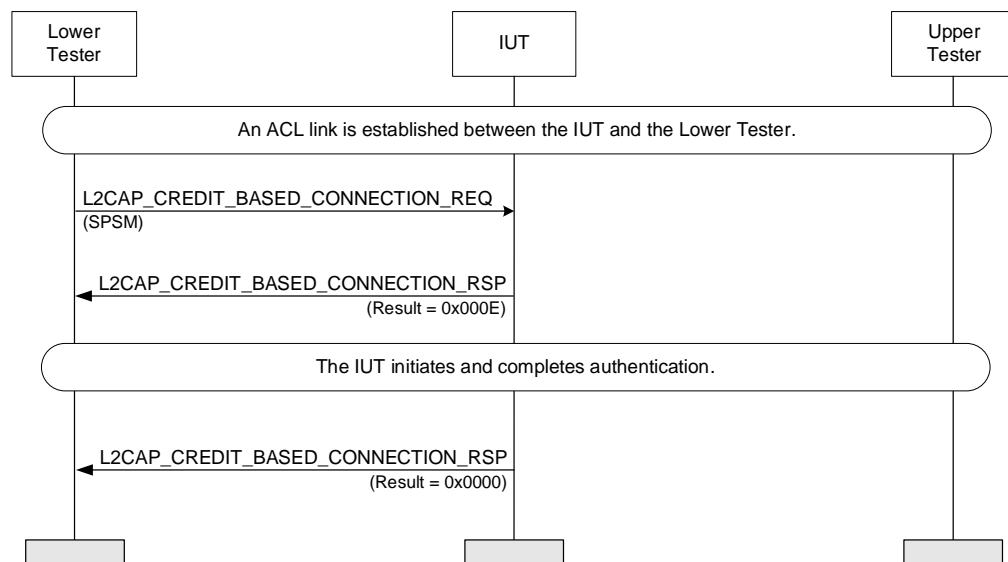 Lower
Tester
IUT
Upper
Tester
An ACL link is established between the IUT and the Lower Tester.
L2CAP_CREDIT_BASED_CONNECTION_REQ
(SPSM)
L2CAP_CREDIT_BASED_CONNECTION_RSP
(Result = 0x000E)
The IUT initiates and completes authentication.
L2CAP_CREDIT_BASED_CONNECTION_RSP
(Result = 0x0000)